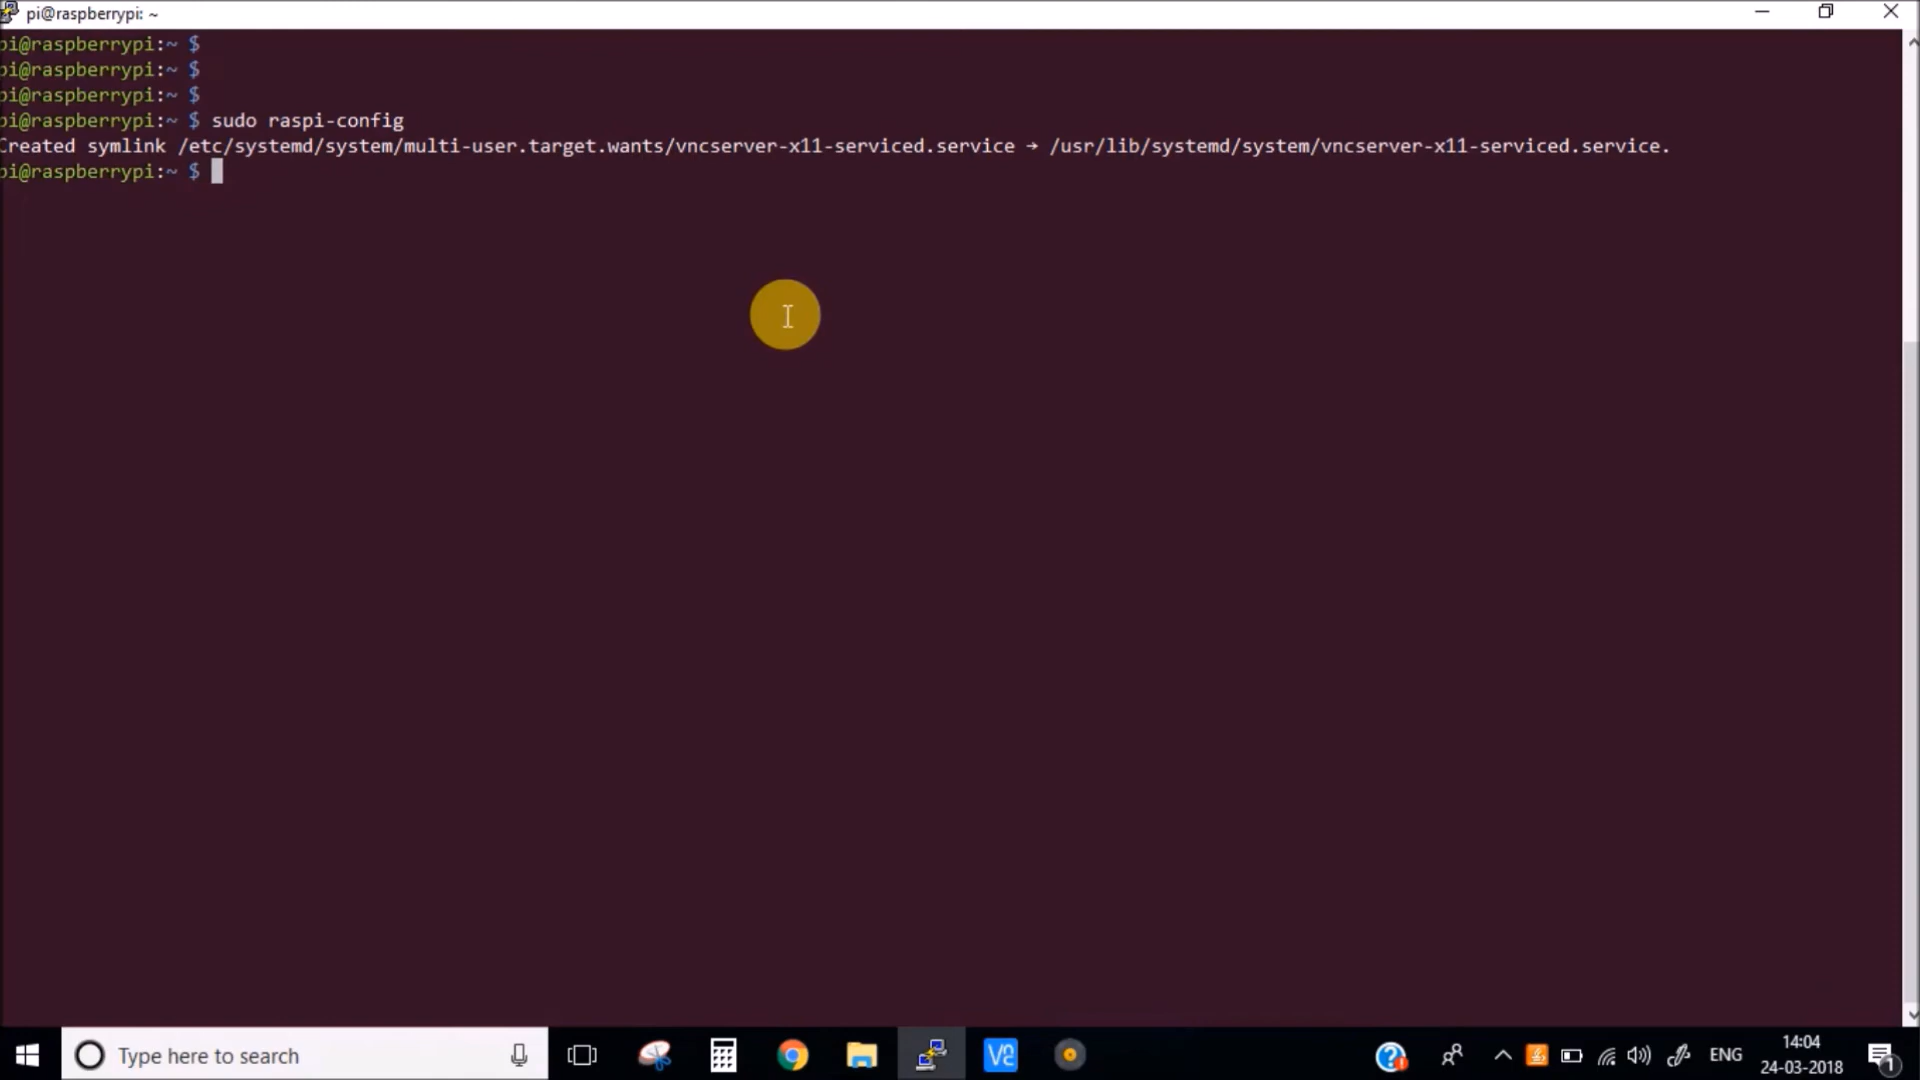 pi@raspberrypi: ~
pi@raspberrypi:~ $
pi@raspberrypi:~ $
pi@raspberrypi:~ $
pi@raspberrypi:~ $ sudo raspi-config
Created symlink /etc/systemd/system/multi-user.target.wants/vncserver-x11-serviced.service → /usr/lib/systemd/system/vncserver-x11-serviced.service.
pi@raspberrypi:~ $
Type here to search
V2
ENG
14:04
24-03-2018
1